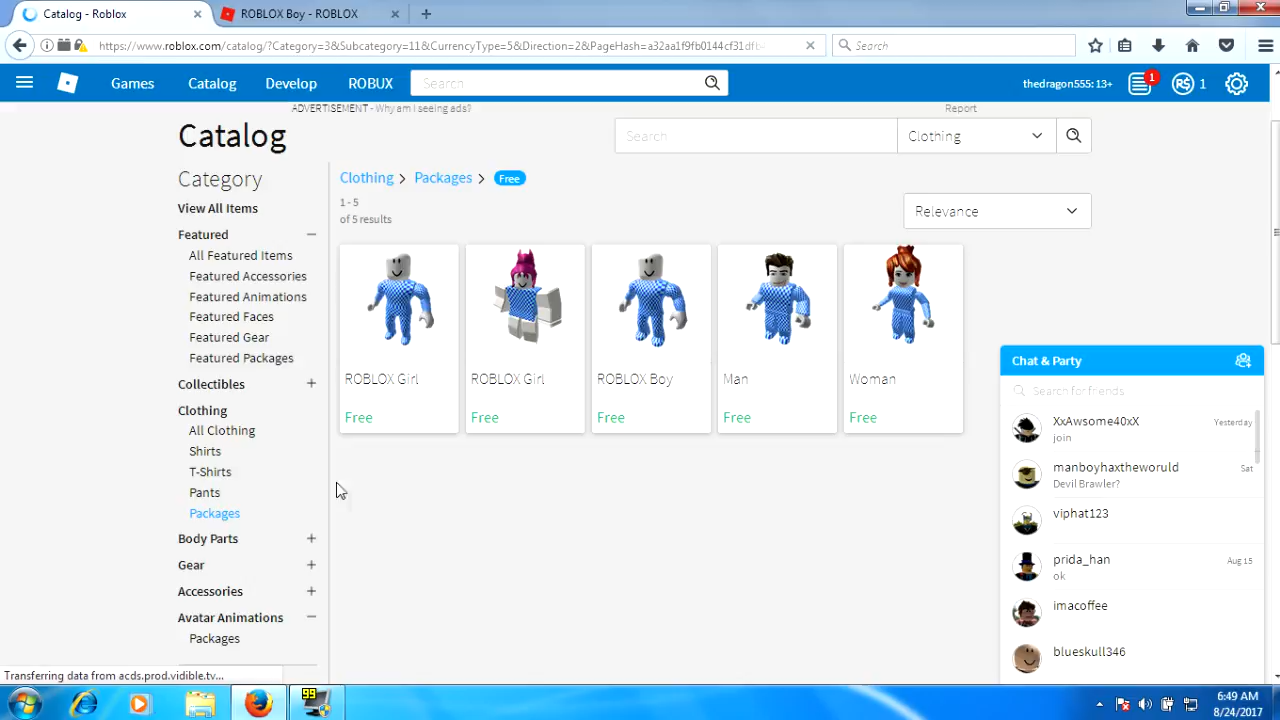 Catalog - Roblox
ROBLOX Boy - ROBLOX
https://www.roblox.com/catalog/?Category=3&Subcategory=11&CurrencyType=5&Direction=2&PageHash=a32aa1f9fb0144cf31dfb-
Search
Games
Catalog
Develop
ROBUX
Search
thedragon555:13+
1
R$ 1
ADVERTISEMENT - Why am I seeing ads?
Report
Catalog
Search
Clothing
Category
Clothing
Packages
Free
View All Items
1 - 5
of 5 results
Relevance
Featured
All Featured Items
Featured Accessories
Featured Animations
Featured Faces
Featured Gear
Featured Packages
Collectibles
Clothing
All Clothing
Shirts
T-Shirts
Pants
Packages
Body Parts
Gear
Accessories
Avatar Animations
Packages
ROBLOX Girl
Free
ROBLOX Girl
Free
ROBLOX Boy
Free
Man
Free
Woman
Free
Chat & Party
Search for friends
XxAwsome40xX
Yesterday
join
manboyhaxtheworuld
Sat
Devil Brawler?
viphat123
prida_han
Aug 15
ok
imacoffee
blueskull346
Transferring data from acds.prod.vidible.tv...
99
6:49 AM
8/24/2017